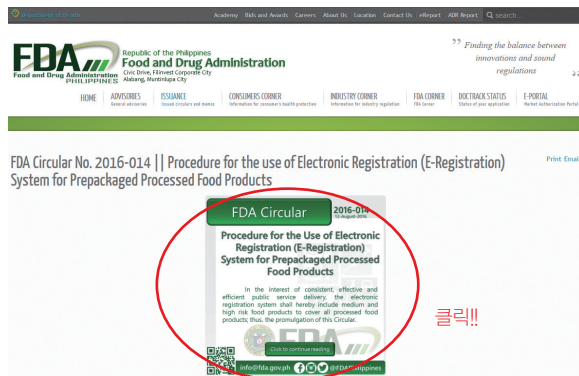 Department of Health
Academy Bids and Awards Careers About Us Location Contact Us eReport ADR Report search...
FDA
Food and Drug Administration
PHILIPPINES
Republic of the Philippines
Food and Drug Administration
Civic Drive, Filinvest Corporate City
Alabang, Muntinlupa City
Finding the balance between
innovations and sound
regulations
HOME ADVISORIES ISSUANCE CONSUMERS CORNER INDUSTRY CORNER FDA CORNER DOCTRACK STATUS E-PORTAL
General advisories Issued circulars and memos Information for consumer's health protection Information for industry regulation FDA Corner Status of your application Market Authorization Portal
FDA Circular No. 2016-014 || Procedure for the use of Electronic Registration (E-Registration)
System for Prepackaged Processed Food Products
Print Email
FDA Circular
2016-014
12-August-2016
Procedure for the Use of Electronic
Registration (E-Registration)
System for Prepackaged Processed
Food Products
In the interest of consistent, effective and
efficient public service delivery, the electronic
registration system shall hereby include medium and
high risk food products to cover all processed food
products; thus, the promulgation of this Circular.
클릭!!
FDA
Click to continue reading
info@fda.gov.ph @FDAPhilippines